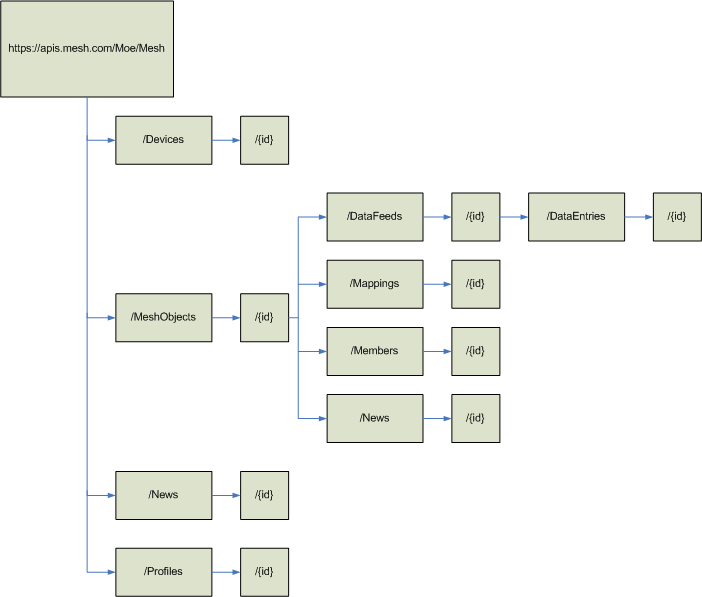 https://apis.mesh.com/Moe/Mesh
/Devices
/{id}
/DataFeeds
/{id}
/DataEntries
/{id}
/Mappings
/{id}
/MeshObjects
/{id}
/Members
/{id}
/News
/{id}
/News
/{id}
/Profiles
/{id}